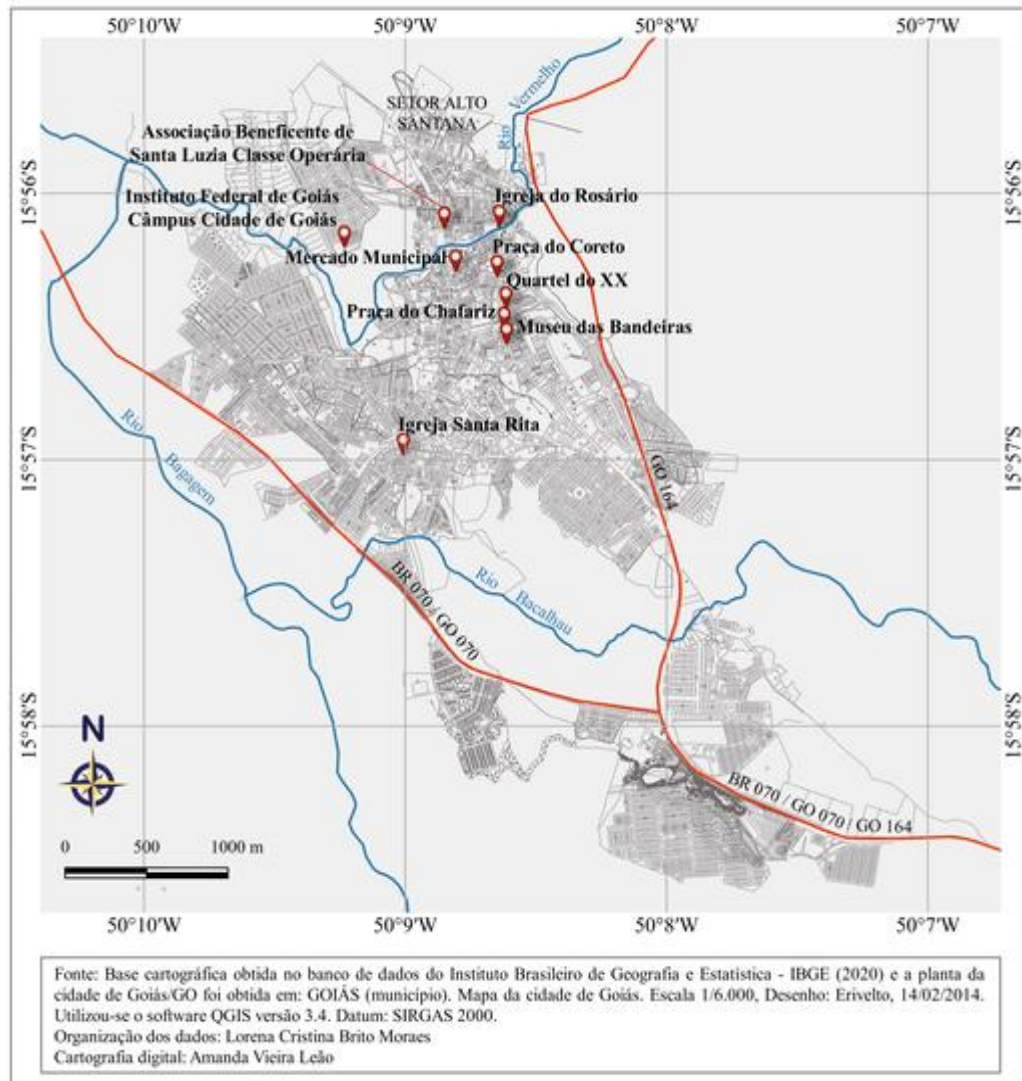 50°10'W 50°9'W 50°8'W 50°7'W
SETOR ALTO
SANTANA
Rio Vermelho
Associação Beneficente de
Santa Luzia Classe Operária
15°56'S 15°56'S
Instituto Federal de Goiás
Câmpus Cidade de Goiás
Igreja do Rosário
Mercado Municipal
Praça do Coreto
Quartel do XX
Praça do Chafariz
Museu das Bandeiras
Igreja Santa Rita
15°57'S 15°57'S
Rio Bagagem
GO 164
BR 070 / GO 070
Rio Bacalhau
15°58'S 15°58'S
N
BR 070 / GO 070 / GO 164
0 500 1000 m
50°10'W 50°9'W 50°8'W 50°7'W
Fonte: Base cartográfica obtida no banco de dados do Instituto Brasileiro de Geografia e Estatística - IBGE (2020) e a planta da
cidade de Goiás/GO foi obtida em: GOIÁS (município). Mapa da cidade de Goiás. Escala 1/6.000, Desenho: Erivelto, 14/02/2014.
Utilizou-se o software QGIS versão 3.4. Datum: SIRGAS 2000.
Organização dos dados: Lorena Cristina Brito Moraes
Cartografia digital: Amanda Vieira Leão